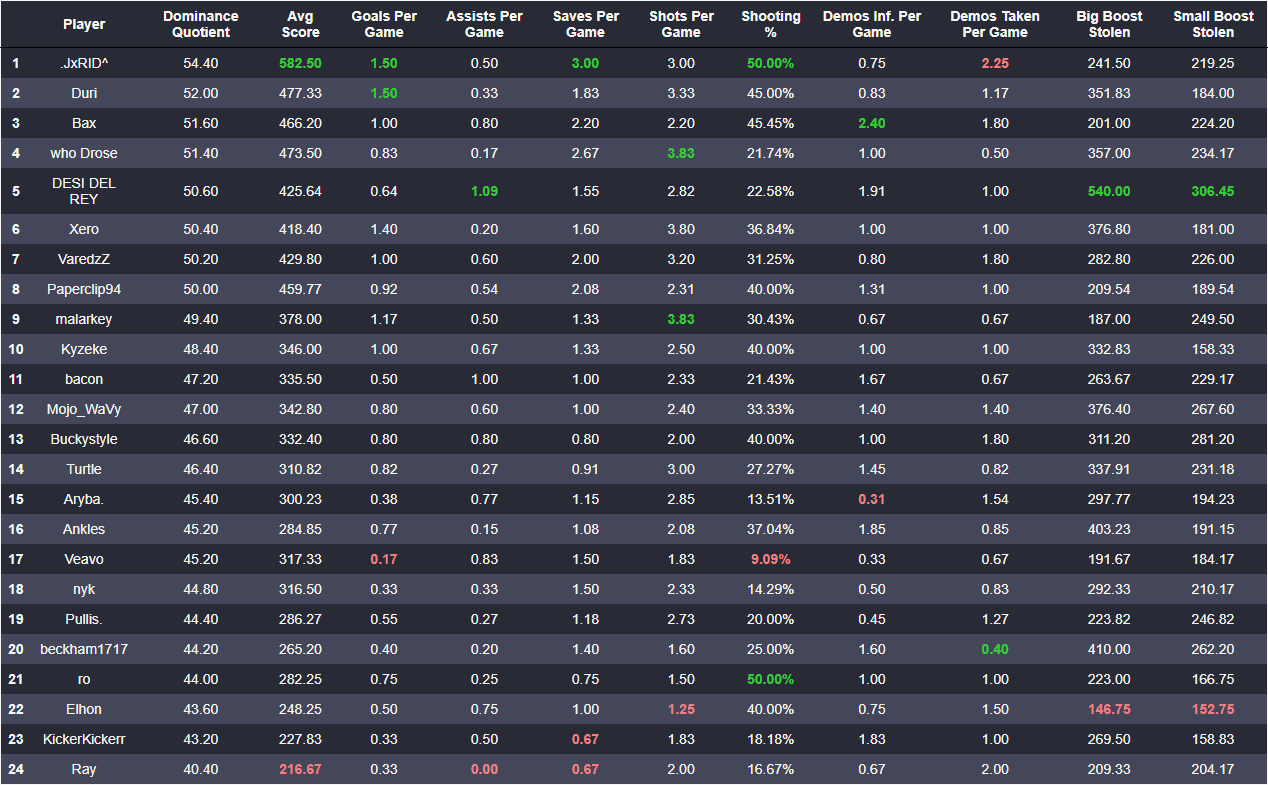 Player Dominance Quotient Avg Score Goals Per Game Assists Per Game Saves Per Game Shots Per Game Shooting % Demos Inf. Per Game Demos Taken Per Game Big Boost Stolen Small Boost Stolen
1 .JxRID^ 54.40 582.50 1.50 0.50 3.00 3.00 50.00% 0.75 2.25 241.50 219.25
2 Duri 52.00 477.33 1.50 0.33 1.83 3.33 45.00% 0.83 1.17 351.83 184.00
3 Bax 51.60 466.20 1.00 0.80 2.20 2.20 45.45% 2.40 1.80 201.00 224.20
4 who Drose 51.40 473.50 0.83 0.17 2.67 3.83 21.74% 1.00 0.50 357.00 234.17
5 DESI DEL REY 50.60 425.64 0.64 1.09 1.55 2.82 22.58% 1.91 1.00 540.00 306.45
6 Xero 50.40 418.40 1.40 0.20 1.60 3.80 36.84% 1.00 1.00 376.80 181.00
7 VaredzZ 50.20 429.80 1.00 0.60 2.00 3.20 31.25% 0.80 1.80 282.80 226.00
8 Paperclip94 50.00 459.77 0.92 0.54 2.08 2.31 40.00% 1.31 1.00 209.54 189.54
9 malarkey 49.40 378.00 1.17 0.50 1.33 3.83 30.43% 0.67 0.67 187.00 249.50
10 Kyzeke 48.40 346.00 1.00 0.67 1.33 2.50 40.00% 1.00 1.00 332.83 158.33
11 bacon 47.20 335.50 0.50 1.00 1.00 2.33 21.43% 1.67 0.67 263.67 229.17
12 Mojo_WaVy 47.00 342.80 0.80 0.60 1.00 2.40 33.33% 1.40 1.40 376.40 267.60
13 Buckystyle 46.60 332.40 0.80 0.80 0.80 2.00 40.00% 1.00 1.80 311.20 281.20
14 Turtle 46.40 310.82 0.82 0.27 0.91 3.00 27.27% 1.45 0.82 337.91 231.18
15 Aryba. 45.40 300.23 0.38 0.77 1.15 2.85 13.51% 0.31 1.54 297.77 194.23
16 Ankles 45.20 284.85 0.77 0.15 1.08 2.08 37.04% 1.85 0.85 403.23 191.15
17 Veavo 45.20 317.33 0.17 0.83 1.50 1.83 9.09% 0.33 0.67 191.67 184.17
18 nyk 44.80 316.50 0.33 0.33 1.50 2.33 14.29% 0.50 0.83 292.33 210.17
19 Pullis. 44.40 286.27 0.55 0.27 1.18 2.73 20.00% 0.45 1.27 223.82 246.82
20 beckham1717 44.20 265.20 0.40 0.20 1.40 1.60 25.00% 1.60 0.40 410.00 262.20
21 ro 44.00 282.25 0.75 0.25 0.75 1.50 50.00% 1.00 1.00 223.00 166.75
22 Elhon 43.60 248.25 0.50 0.75 1.00 1.25 40.00% 0.75 1.50 146.75 152.75
23 KickerKickerr 43.20 227.83 0.33 0.50 0.67 1.83 18.18% 1.83 1.00 269.50 158.83
24 Ray 40.40 216.67 0.33 0.00 0.67 2.00 16.67% 0.67 2.00 209.33 204.17